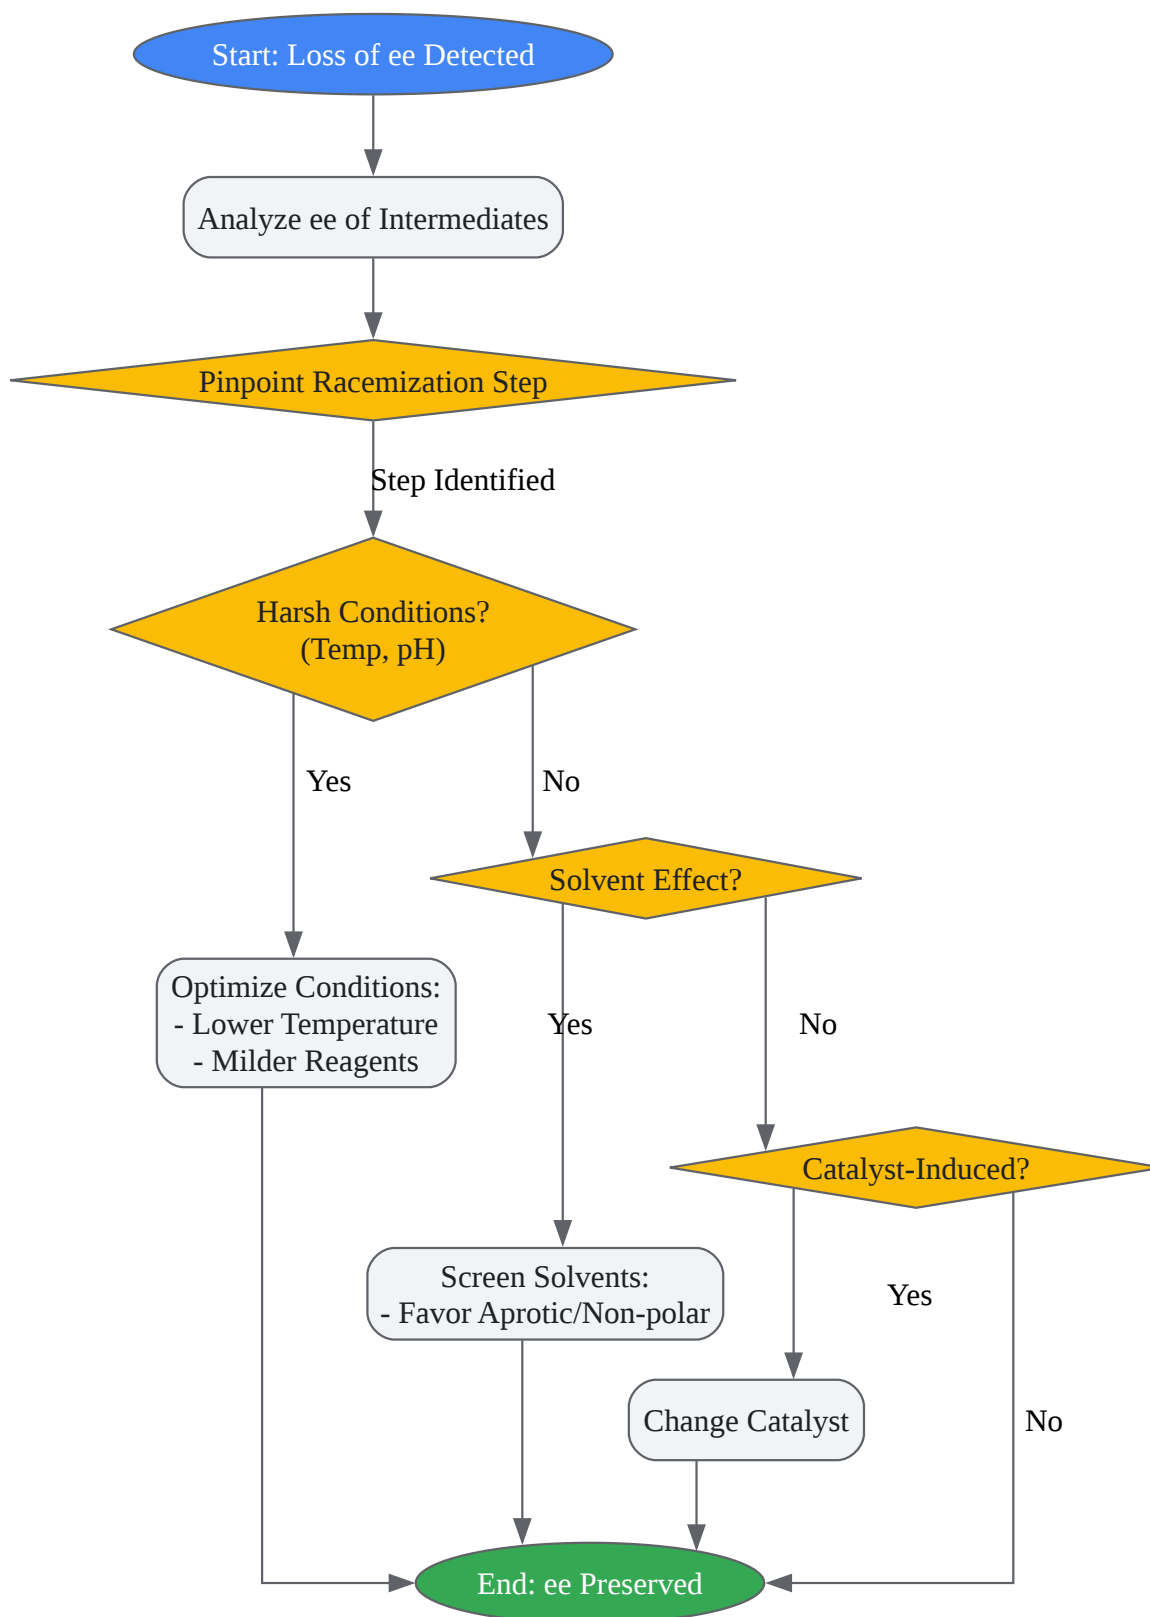 Start: Loss of ee Detected
Analyze ee of Intermediates
Pinpoint Racemization Step
Step Identified
Harsh Conditions?
(Temp, pH)
Yes
No
Solvent Effect?
Optimize Conditions:
- Lower Temperature
- Milder Reagents
Yes
No
Catalyst-Induced?
Screen Solvents:
- Favor Aprotic/Non-polar
Yes
Change Catalyst
No
End: ee Preserved